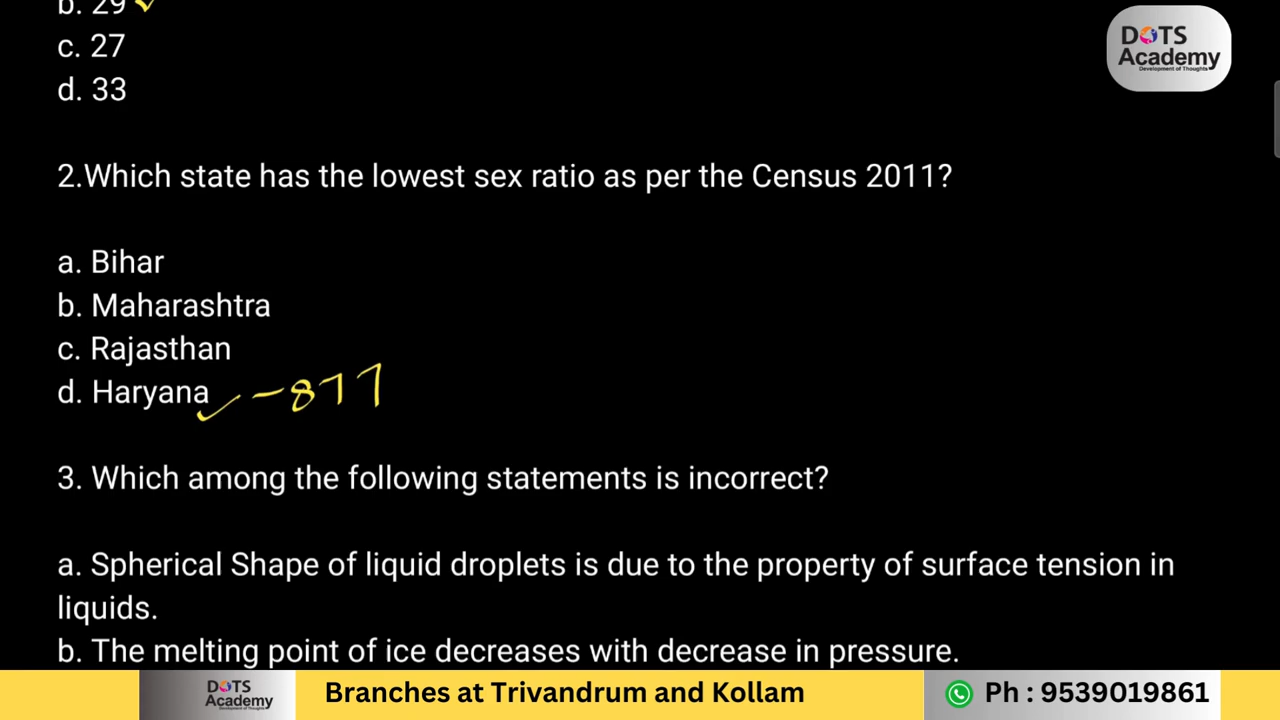 b. 29
c. 27
d. 33
DOTS
Academy
Development of Thoughts
2.Which state has the lowest sex ratio as per the Census 2011?
a. Bihar
b. Maharashtra
c. Rajasthan
d. Haryana -877
3. Which among the following statements is incorrect?
a. Spherical Shape of liquid droplets is due to the property of surface tension in
liquids.
b. The melting point of ice decreases with decrease in pressure.
DOTS
Academy
Development of Thoughts
Branches at Trivandrum and Kollam
Ph : 9539019861